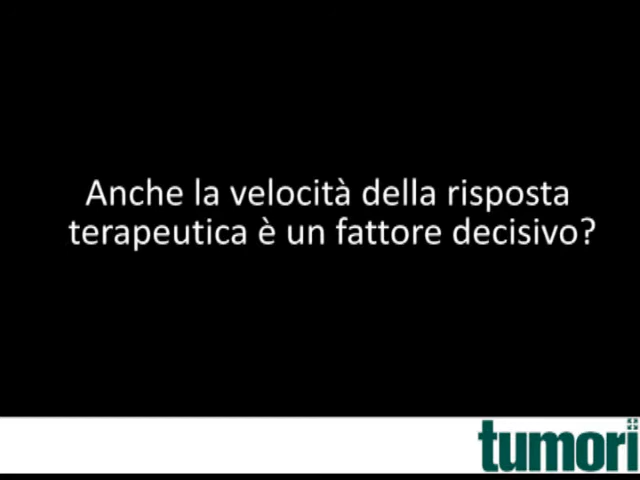 Anche la velocità della risposta
terapeutica è un fattore decisivo?
tumori